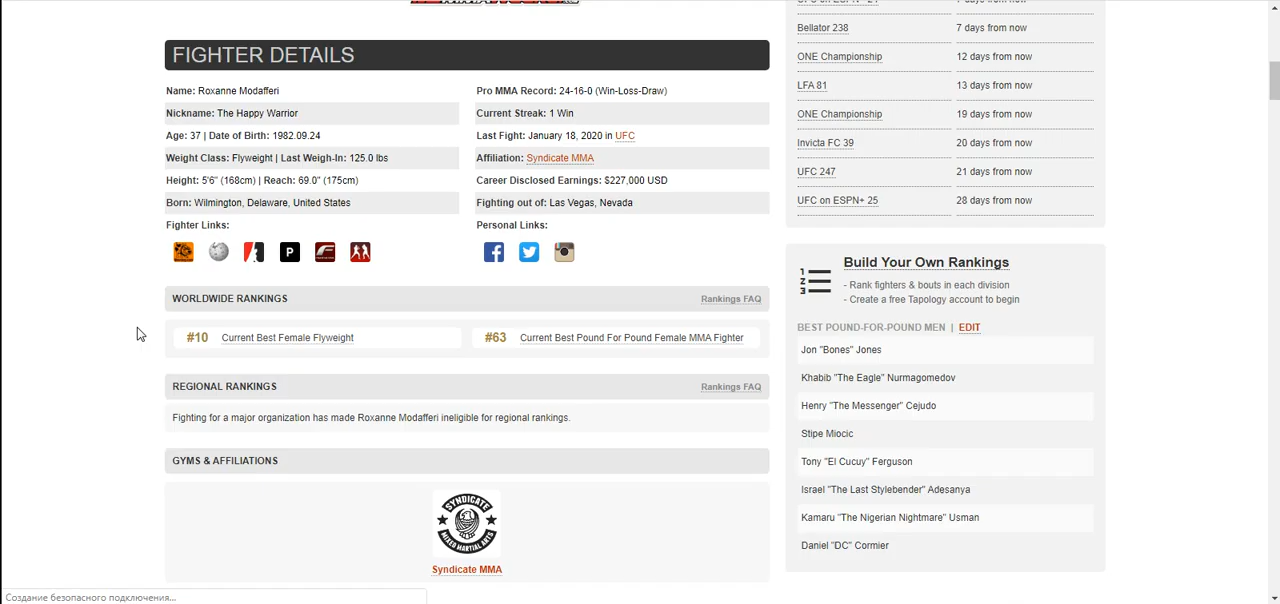 FIGHTER DETAILS
Name: Roxanne Modafferi
Nickname: The Happy Warrior
Age: 37 | Date of Birth: 1982.09.24
Weight Class: Flyweight | Last Weigh-In: 125.0 lbs
Height: 5'6" (168cm) | Reach: 69.0" (175cm)
Born: Wilmington, Delaware, United States
Fighter Links:
P
Pro MMA Record: 24-16-0 (Win-Loss-Draw)
Current Streak: 1 Win
Last Fight: January 18, 2020 in UFC
Affiliation: Syndicate MMA
Career Disclosed Earnings: $227,000 USD
Fighting out of: Las Vegas, Nevada
Personal Links:
WORLDWIDE RANKINGS Rankings FAQ
#10 Current Best Female Flyweight
#63 Current Best Pound For Pound Female MMA Fighter
REGIONAL RANKINGS Rankings FAQ
Fighting for a major organization has made Roxanne Modafferi ineligible for regional rankings.
GYMS & AFFILIATIONS
SYNDICATE
MIXED MARTIAL ARTS
Syndicate MMA
Bellator 238 7 days from now
ONE Championship 12 days from now
LFA 81 13 days from now
ONE Championship 19 days from now
Invicta FC 39 20 days from now
UFC 247 21 days from now
UFC on ESPN+ 25 28 days from now
1
2
3
Build Your Own Rankings
- Rank fighters & bouts in each division
- Create a free Tapology account to begin
BEST POUND-FOR-POUND MEN | EDIT
Jon "Bones" Jones
Khabib "The Eagle" Nurmagomedov
Henry "The Messenger" Cejudo
Stipe Miocic
Tony "El Cucuy" Ferguson
Israel "The Last Stylebender" Adesanya
Kamaru "The Nigerian Nightmare" Usman
Daniel "DC" Cormier
Создание безопасного подключения...